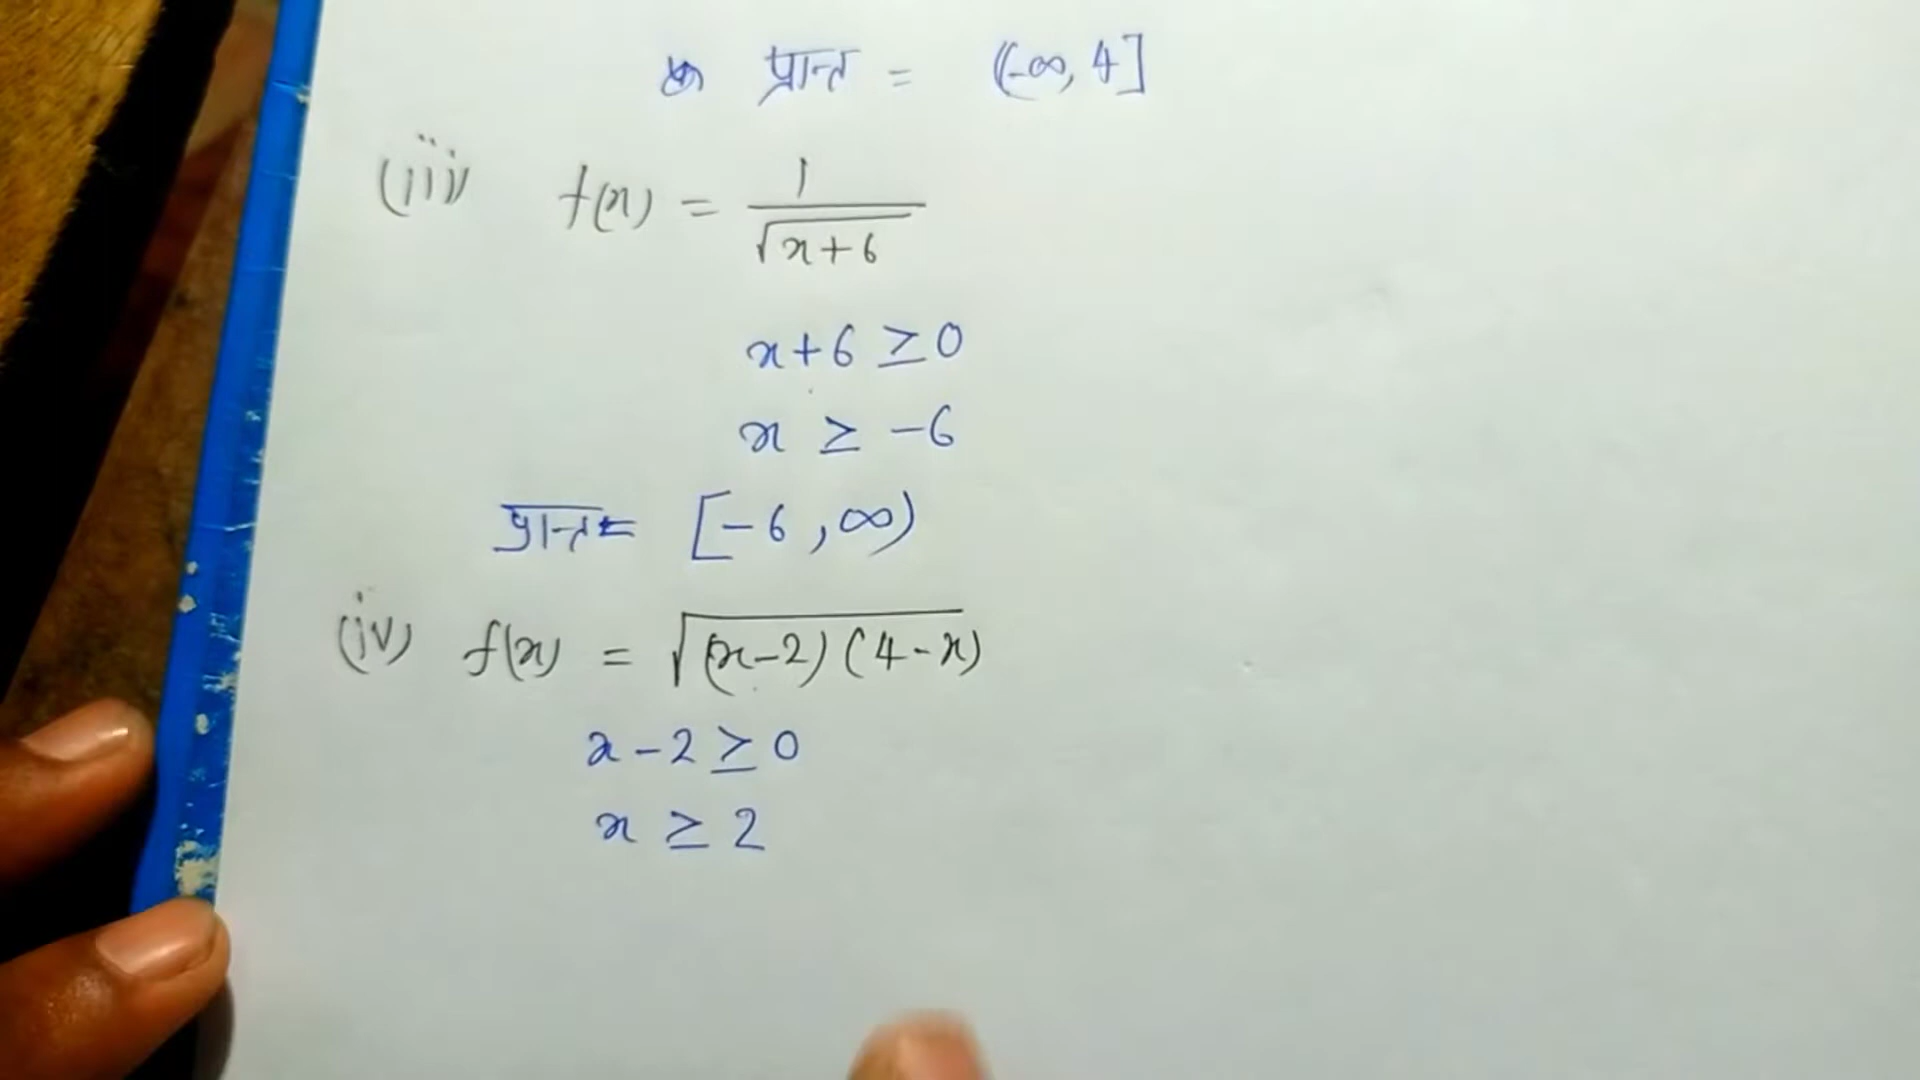 प्रान्त = (-∞, 4]
(iii) f(x) = 1/√(x+6)
x+6 ≥ 0
x ≥ -6
प्रान्त = [-6, ∞)
(iv) f(x) = √(x-2)(4-x)
x-2 ≥ 0
x ≥ 2